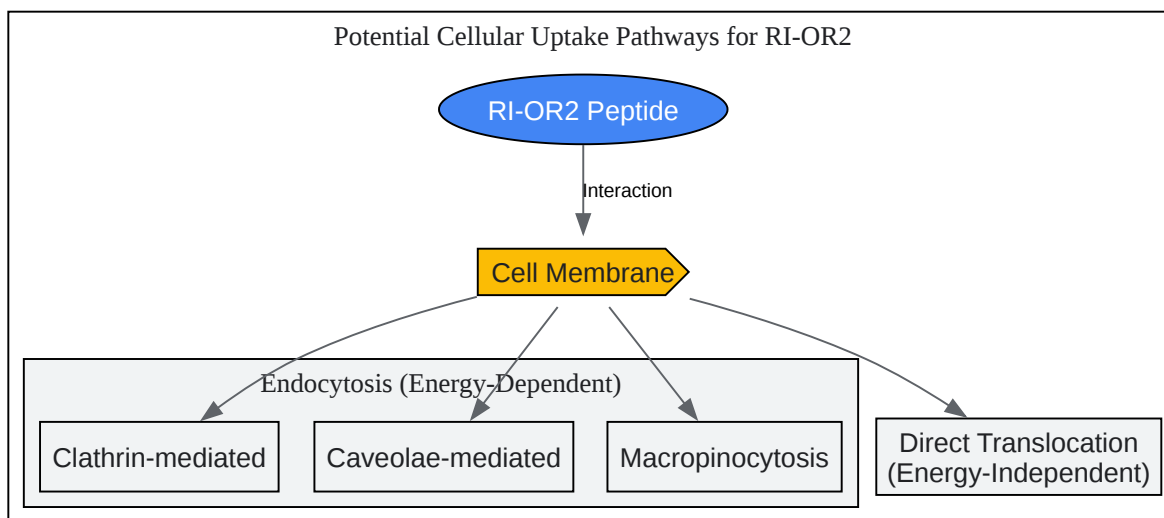 Potential Cellular Uptake Pathways for RI-OR2
RI-OR2 Peptide
Interaction
Cell Membrane
Endocytosis (Energy-Dependent)
Clathrin-mediated
Caveolae-mediated
Macropinocytosis
Direct Translocation
(Energy-Independent)